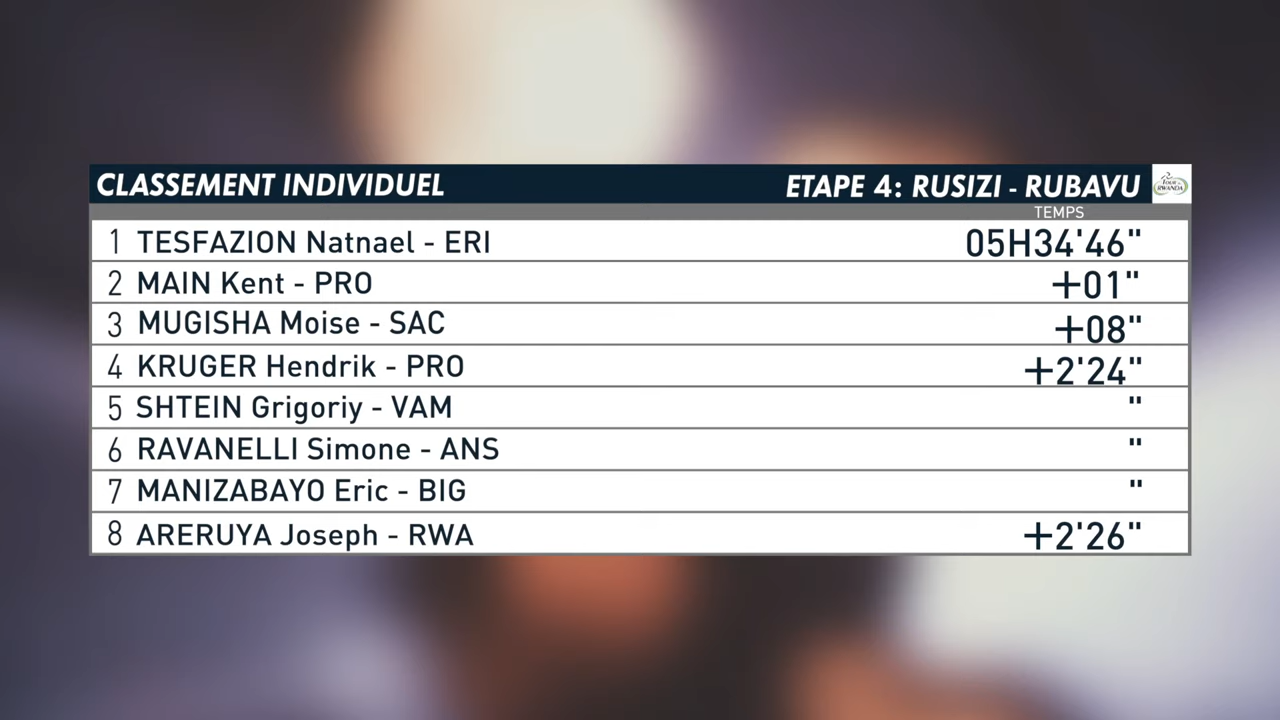 CLASSEMENT INDIVIDUEL ETAPE 4: RUSIZI - RUBAVU
TOUR RWANDA
TEMPS
1 TESFAZION Natnael - ERI 05H34'46"
2 MAIN Kent - PRO +01"
3 MUGISHA Moise - SAC +08"
4 KRUGER Hendrik - PRO +2'24"
5 SHTEIN Grigoriy - VAM "
6 RAVANELLI Simone - ANS "
7 MANIZABAYO Eric - BIG "
8 ARERUYA Joseph - RWA +2'26"